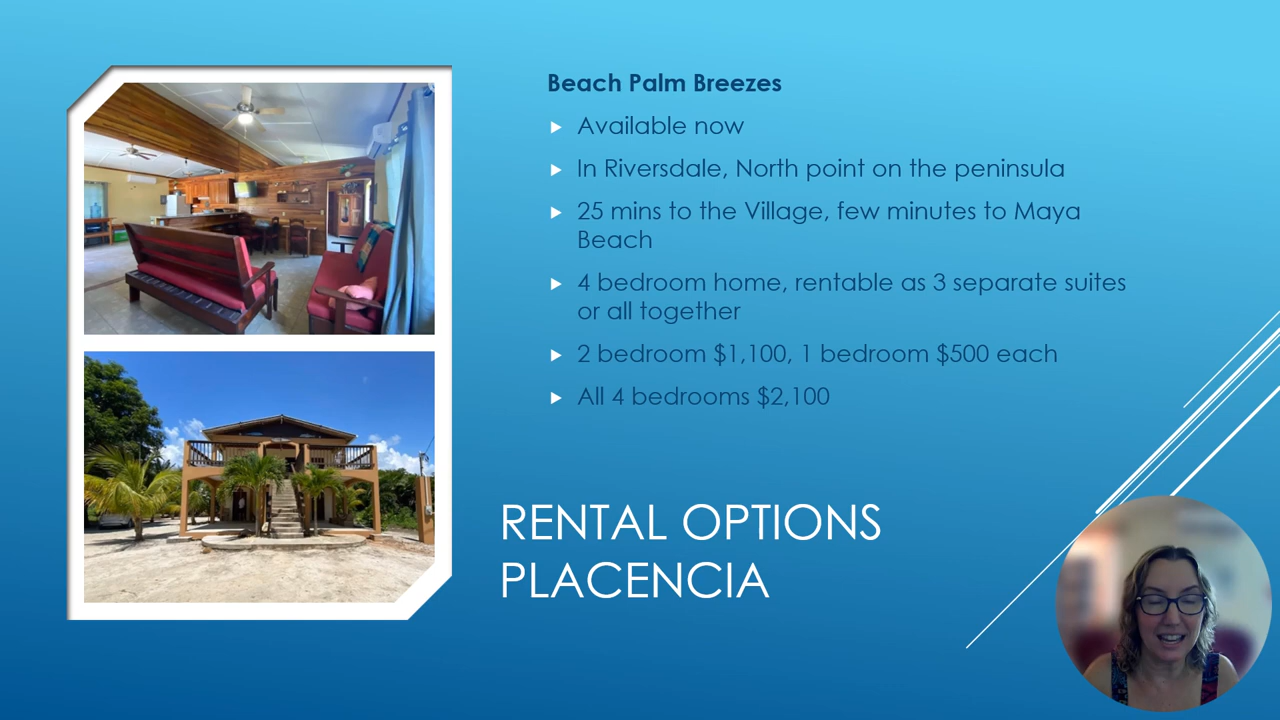 Beach Palm Breezes
Available now
In Riversdale, North point on the peninsula
25 mins to the Village, few minutes to Maya
Beach
4 bedroom home, rentable as 3 separate suites
or all together
2 bedroom $1,100, 1 bedroom $500 each
All 4 bedrooms $2,100
RENTAL OPTIONS
PLACENCIA